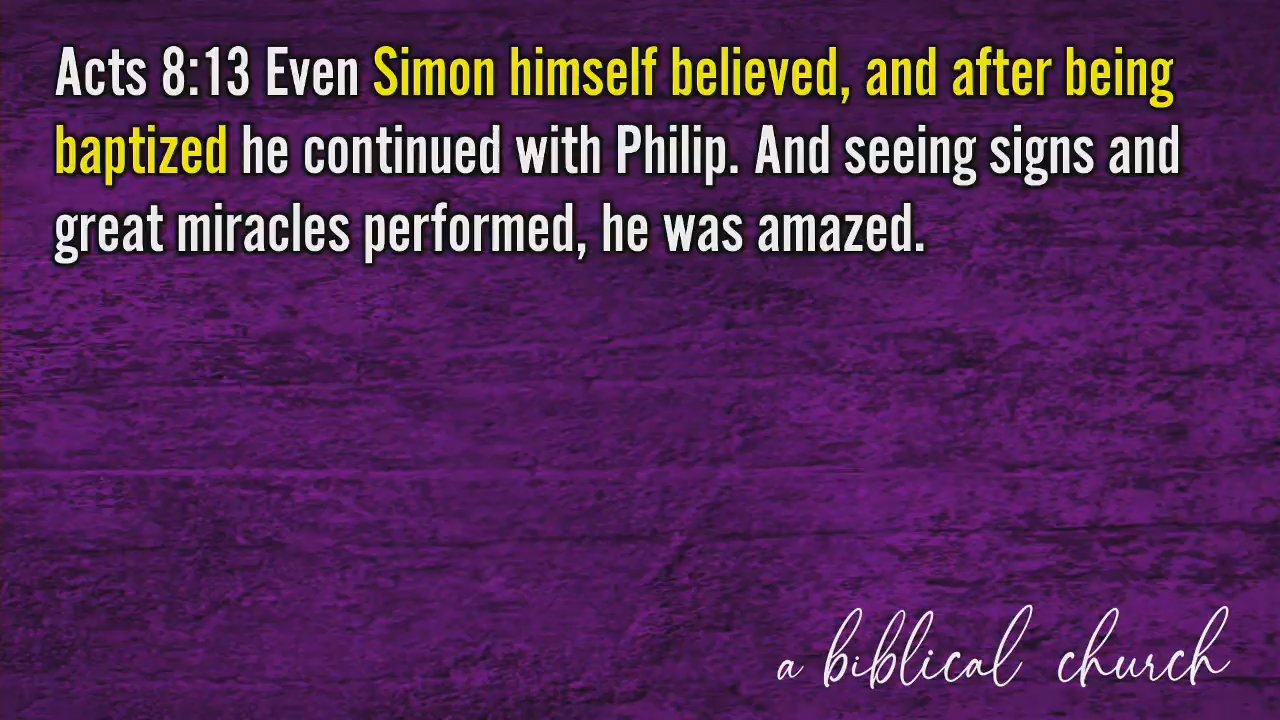 Acts 8:13 Even Simon himself believed, and after being
baptized he continued with Philip. And seeing signs and
great miracles performed, he was amazed.
a biblical church